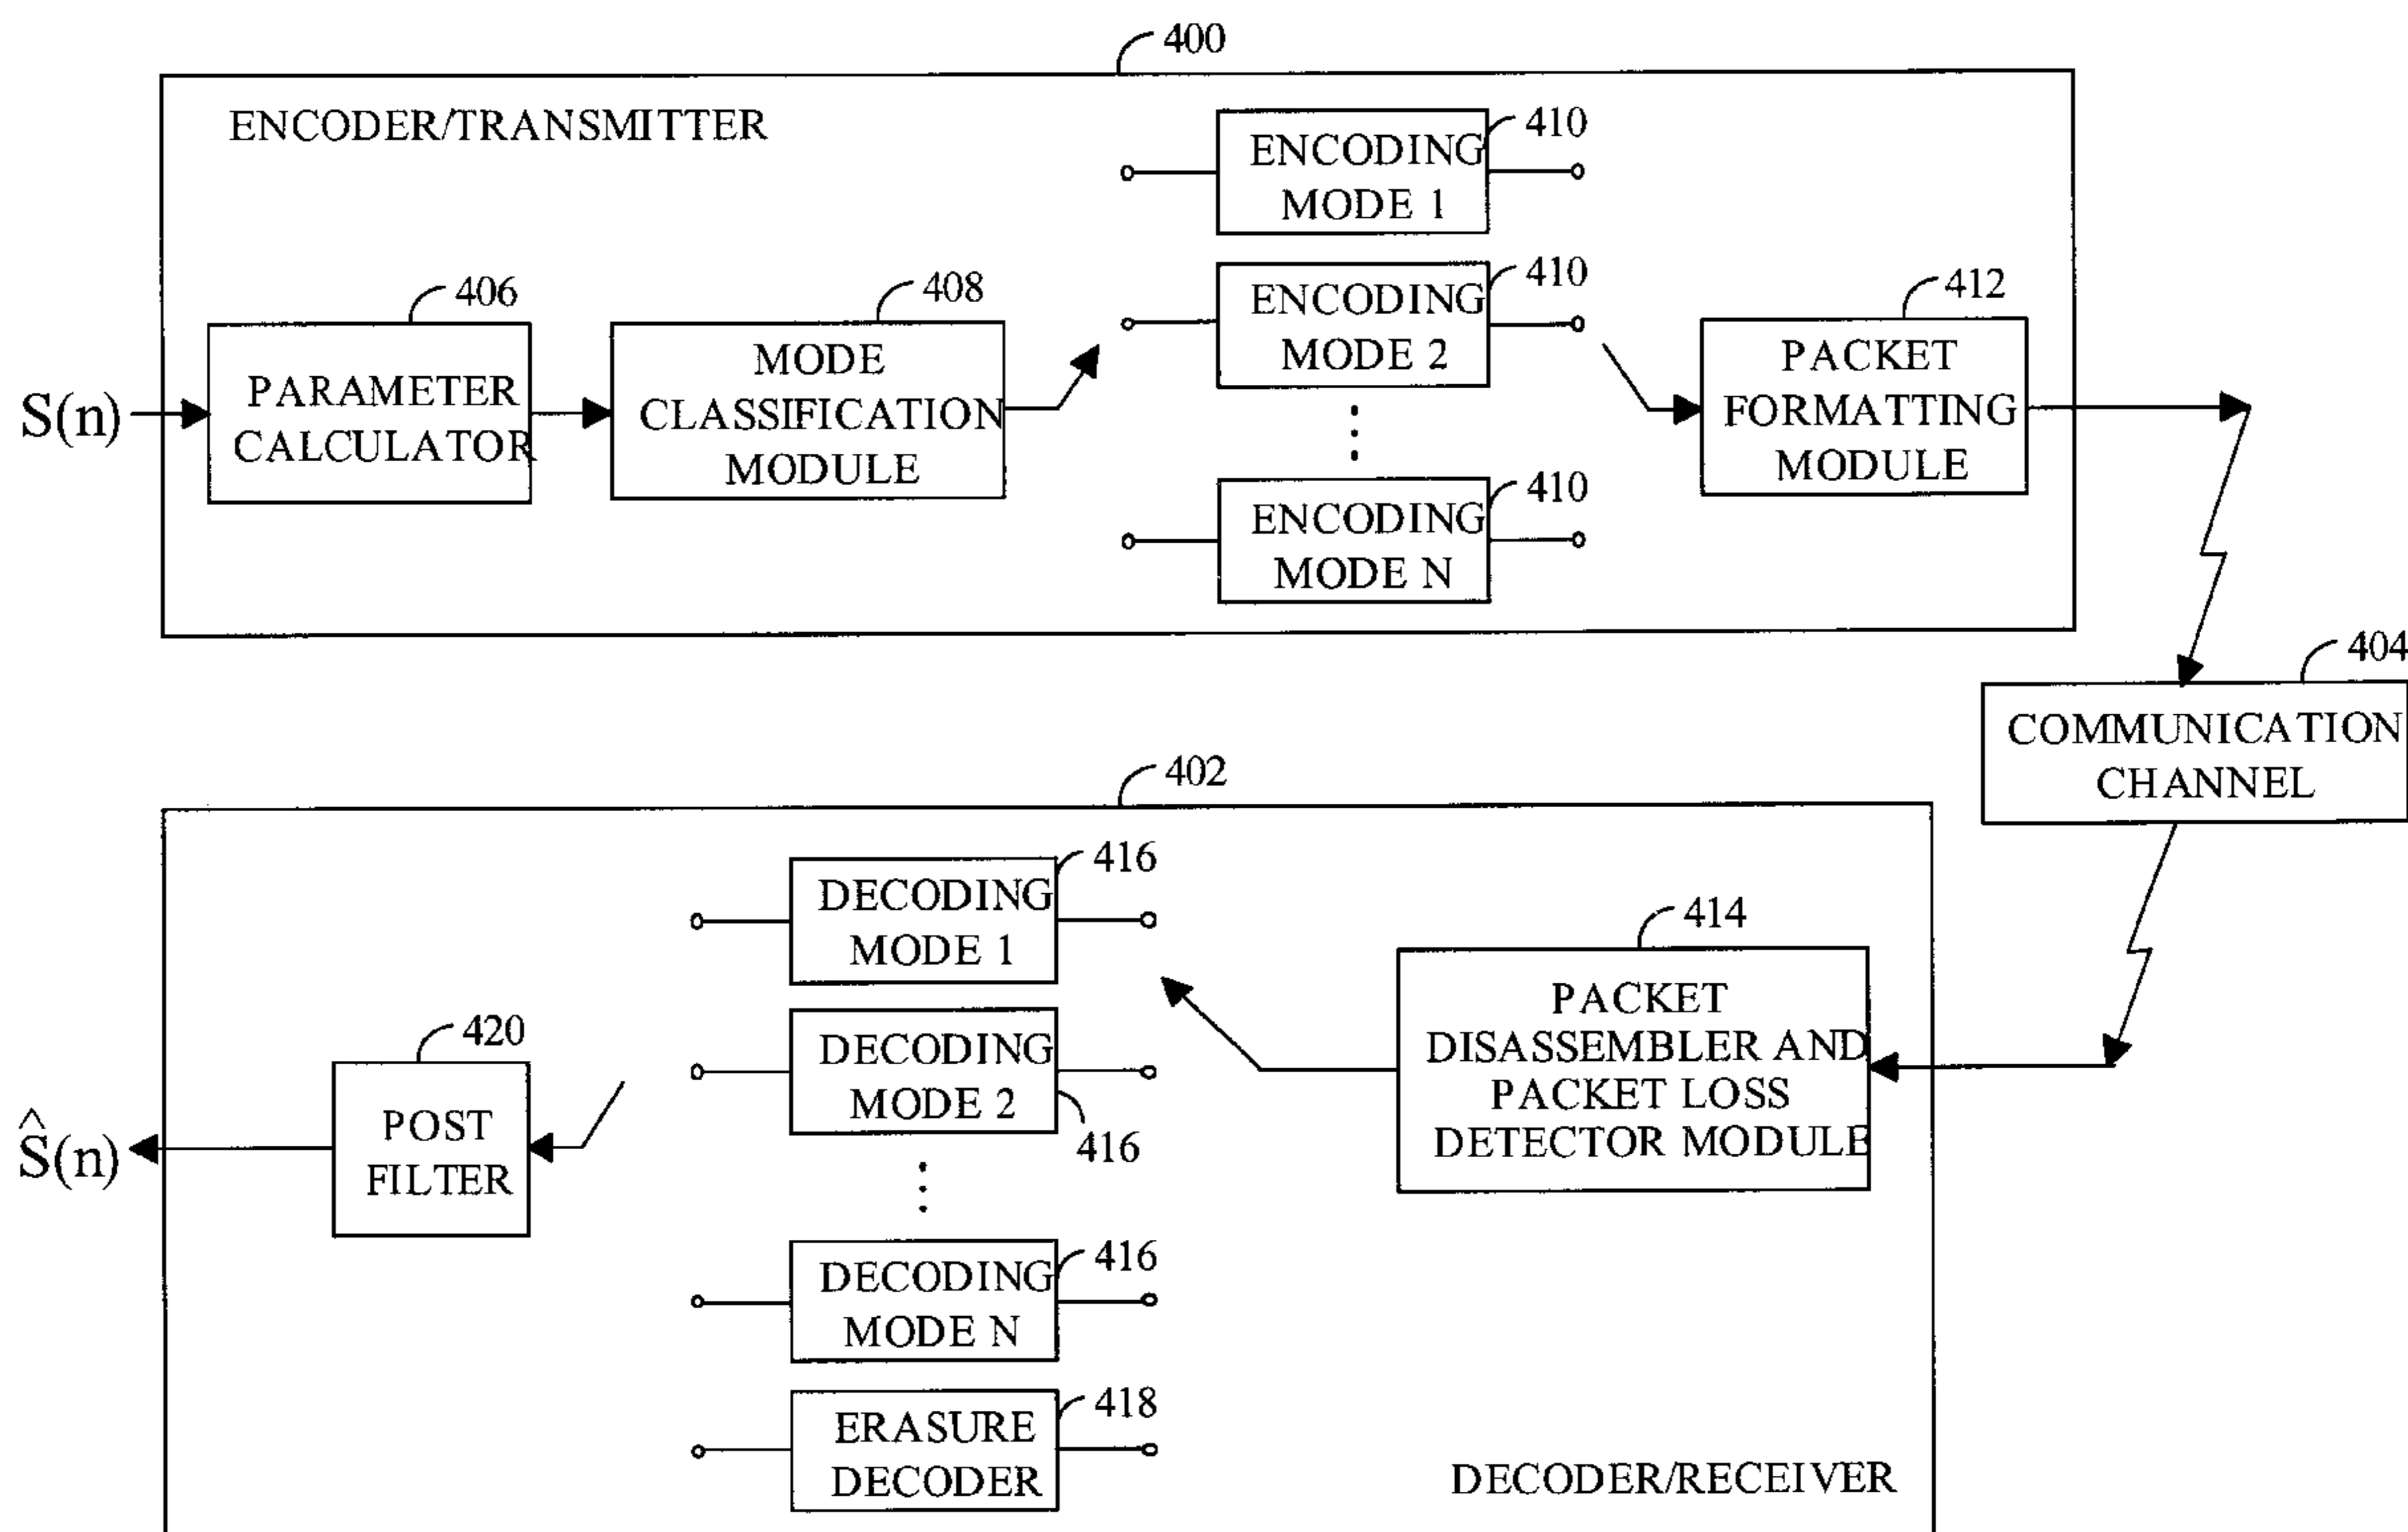 400
ENCODER/TRANSMITTER
ENCODING
MODE 1
410
ENCODING
MODE 2
410
ENCODING
MODE N
410
S(n)
406
PARAMETER
CALCULATOR
408
MODE
CLASSIFICATION
MODULE
412
PACKET
FORMATTING
MODULE
404
COMMUNICATION
CHANNEL
402
DECODING
MODE 1
416
DECODING
MODE 2
416
DECODING
MODE N
416
ERASURE
DECODER
418
414
PACKET
DISASSEMBLER AND
PACKET LOSS
DETECTOR MODULE
420
POST
FILTER
Ŝ(n)
DECODER/RECEIVER